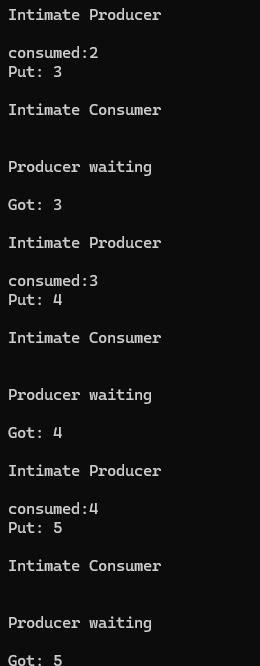 Intimate Producer
consumed:2
Put: 3
Intimate Consumer
Producer waiting
Got: 3
Intimate Producer
consumed:3
Put: 4
Intimate Consumer
Producer waiting
Got: 4
Intimate Producer
consumed:4
Put: 5
Intimate Consumer
Producer waiting
Got: 5